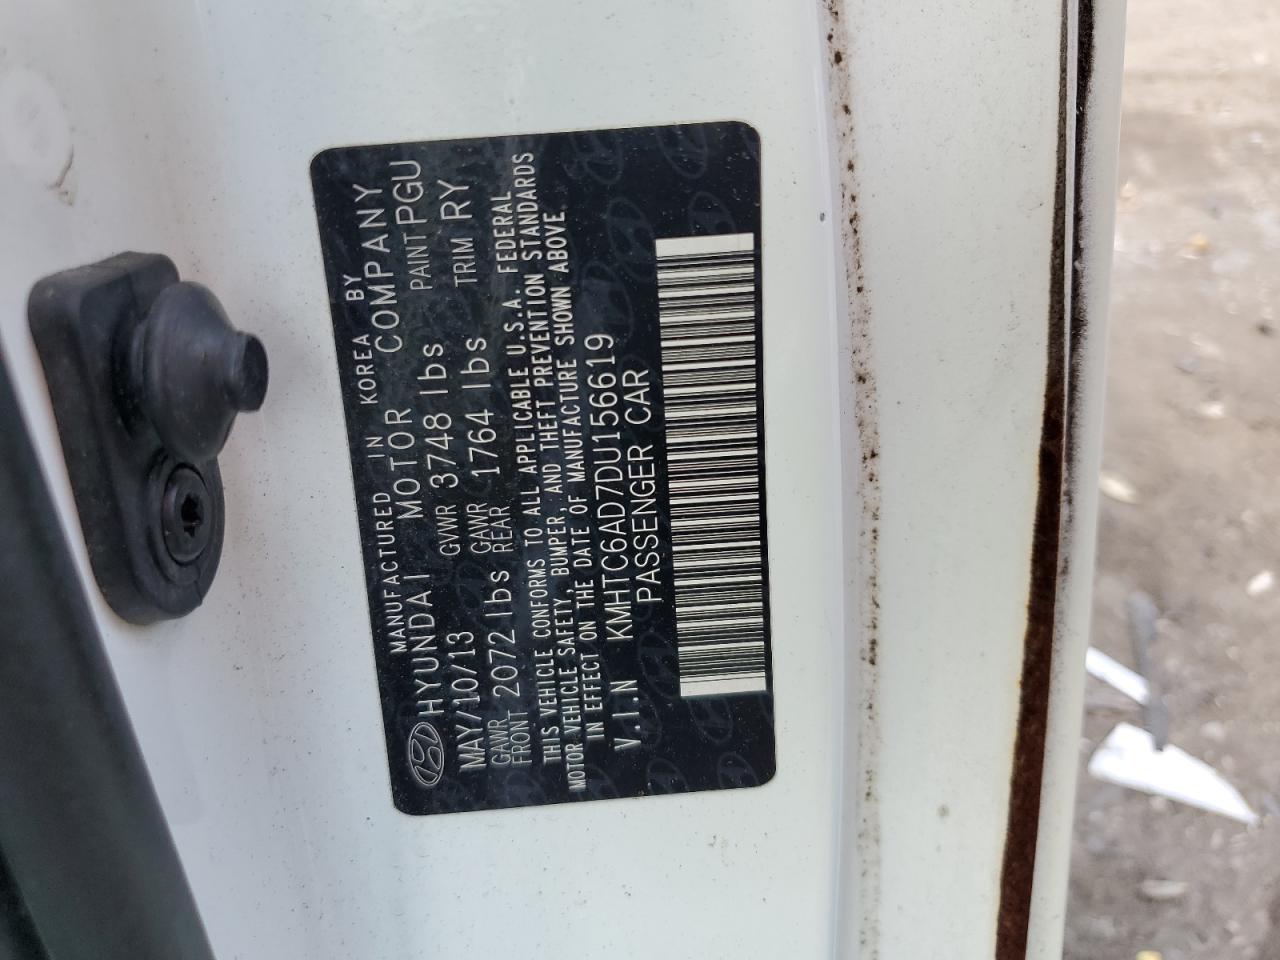 MANUFACTURED IN KOREA BY
HYUNDAI MOTOR COMPANY
MAY/10/13 GVWR 3748 lbs PAINT PGU
GAWR FRONT 2072 lbs GAWR REAR 1764 lbs TRIM RY
THIS VEHICLE CONFORMS TO ALL APPLICABLE U.S.A. FEDERAL
MOTOR VEHICLE SAFETY, BUMPER, AND THEFT PREVENTION STANDARDS
IN EFFECT ON THE DATE OF MANUFACTURE SHOWN ABOVE.
V.I.N KMHTC6AD7DU156619
PASSENGER CAR